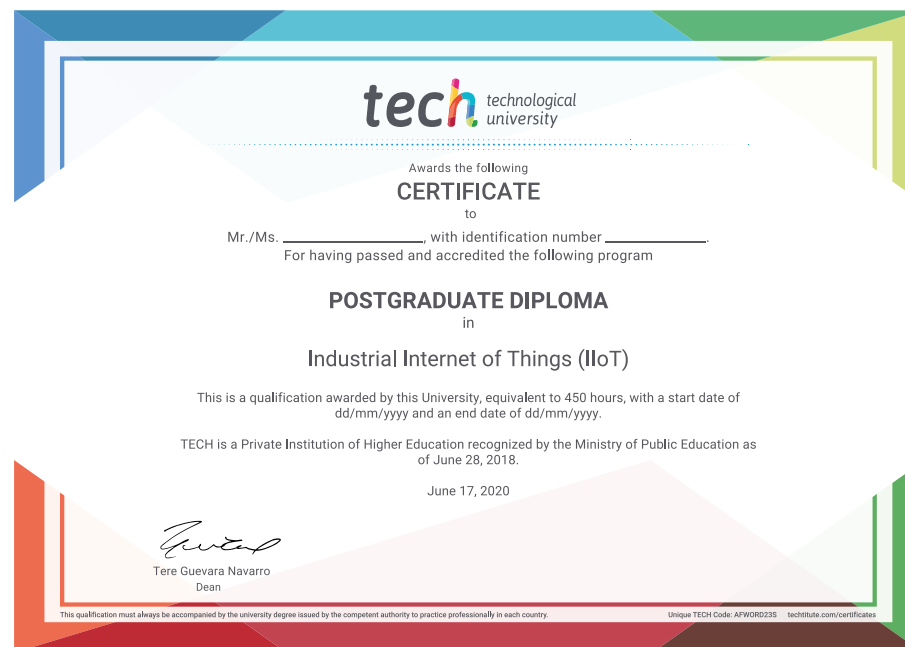 tech technological
university
Awards the following
CERTIFICATE
to
Mr./Ms. ________________, with identification number ____________.
For having passed and accredited the following program
POSTGRADUATE DIPLOMA
in
Industrial Internet of Things (IIoT)
This is a qualification awarded by this University, equivalent to 450 hours, with a start date of
dd/mm/yyyy and an end date of dd/mm/yyyy.
TECH is a Private Institution of Higher Education recognized by the Ministry of Public Education as
of June 28, 2018.
June 17, 2020
Tere Guevara Navarro
Dean
This qualification must always be accompanied by the university degree issued by the competent authority to practice professionally in each country. Unique TECH Code: AFWORD23S techtitute.com/certificates